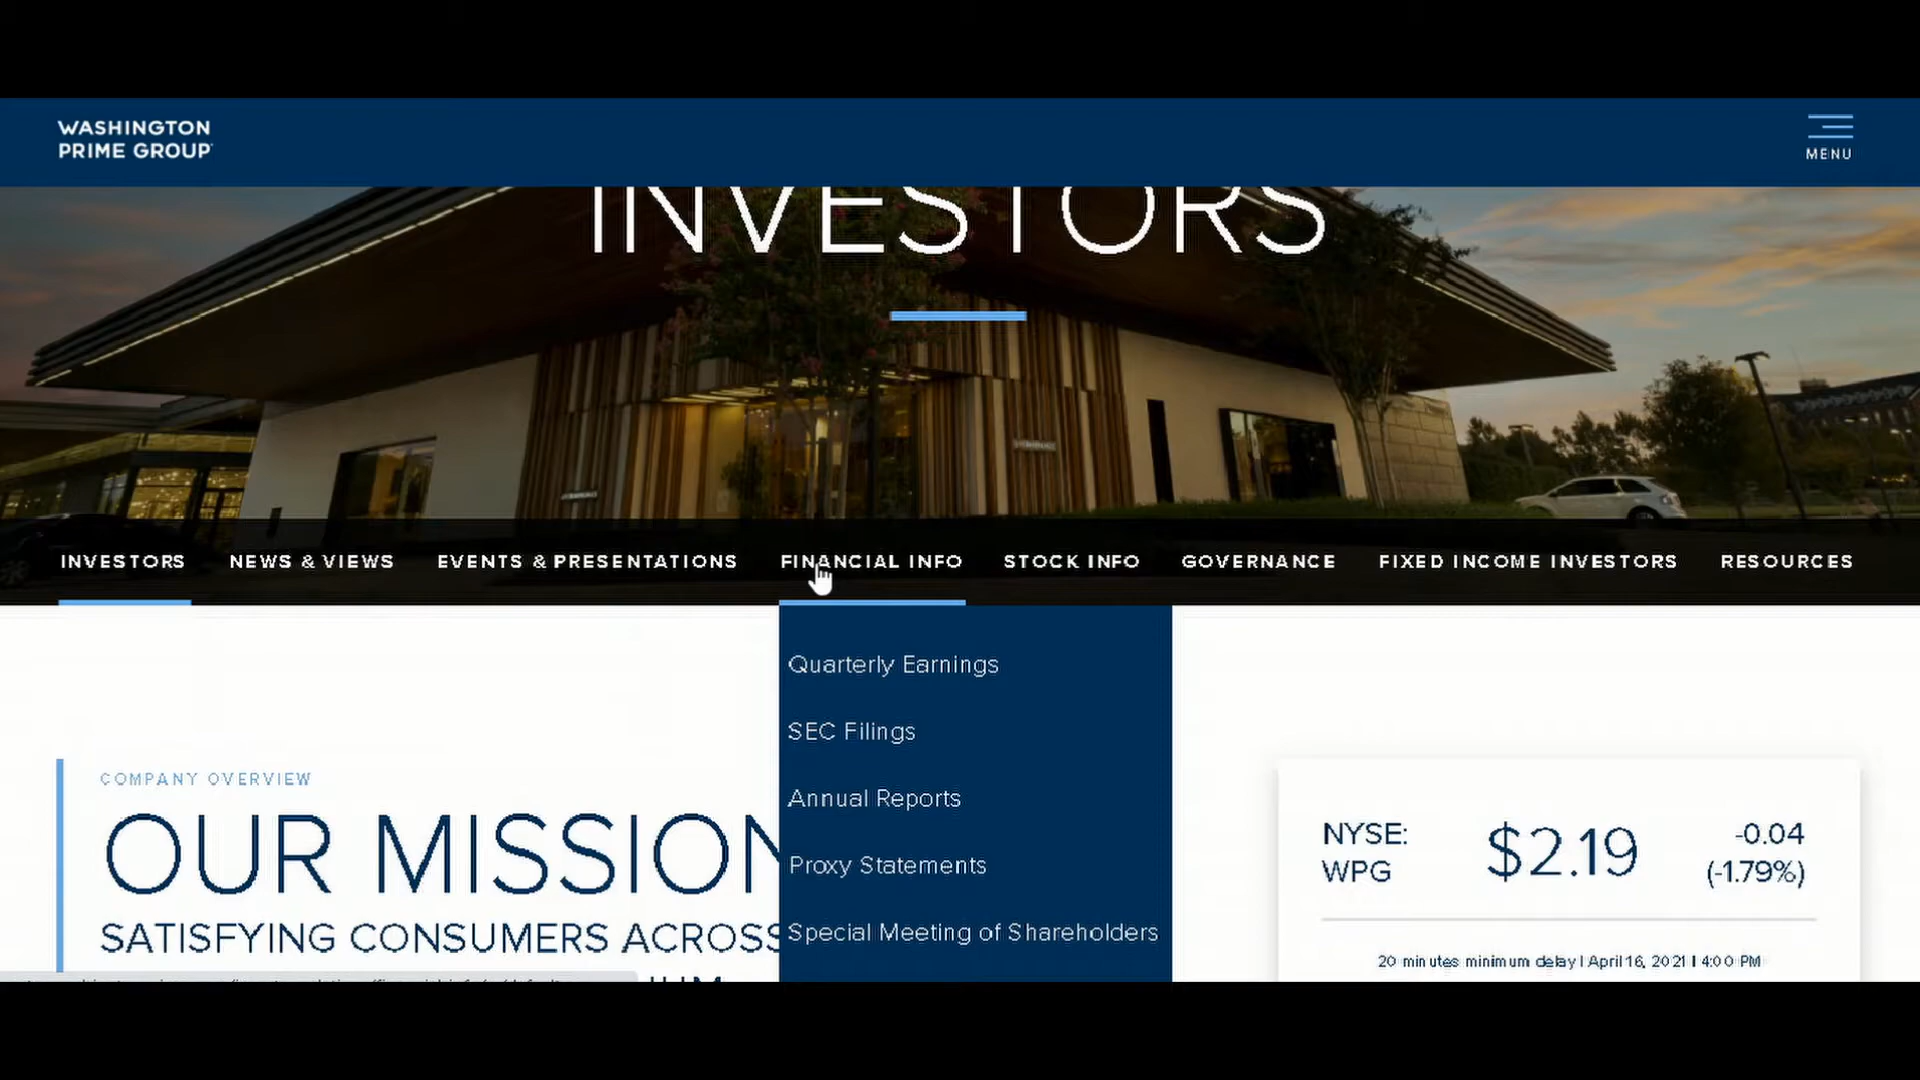 WASHINGTON
PRIME GROUP
MENU
INVESTORS
INVESTORS
NEWS & VIEWS
EVENTS & PRESENTATIONS
FINANCIAL INFO
STOCK INFO
GOVERNANCE
FIXED INCOME INVESTORS
RESOURCES
Quarterly Earnings
SEC Filings
Annual Reports
Proxy Statements
Special Meeting of Shareholders
COMPANY OVERVIEW
OUR MISSION
SATISFYING CONSUMERS ACROSS
NYSE:
WPG
$2.19
-0.04
(-1.79%)
20 minutes minimum delay | April 16, 2021 | 4:00 PM